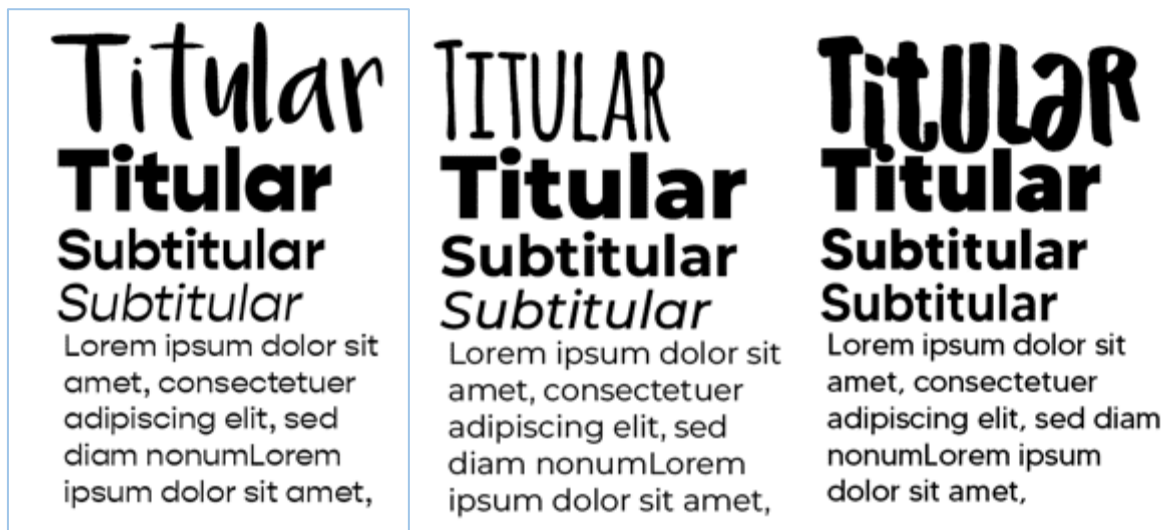 Titular
Titular
Subtitular
Subtitular
Lorem ipsum dolor sit
amet, consectetuer
adipiscing elit, sed
diam nonumLorem
ipsum dolor sit amet,
TITULAR
Titular
Subtitular
Subtitular
Lorem ipsum dolor sit
amet, consectetuer
adipiscing elit, sed
diam nonumLorem
ipsum dolor sit amet,
TitULaR
Titular
Subtitular
Subtitular
Lorem ipsum dolor sit
amet, consectetuer
adipiscing elit, sed diam
nonumLorem ipsum
dolor sit amet,